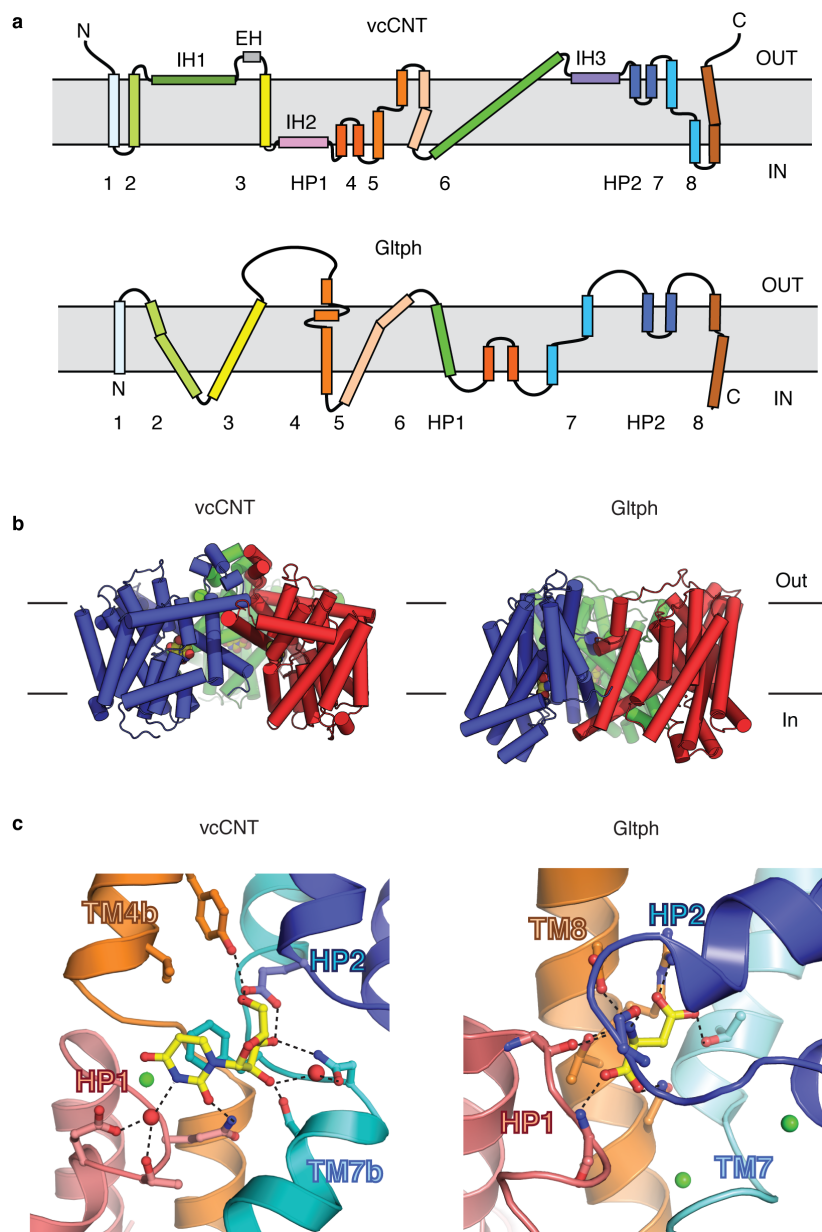 a
vcCNT
N
IH1
EH
IH2
IH3
C
OUT
IN
1 2 3 HP1 4 5 6 HP2 7 8
Gltph
OUT
N
C
IN
1 2 3 4 5 6 HP1 7 HP2 8
b
vcCNT
Gltph
Out
In
c
vcCNT
Gltph
TM4b
HP2
HP1
TM7b
TM8
HP2
HP1
TM7